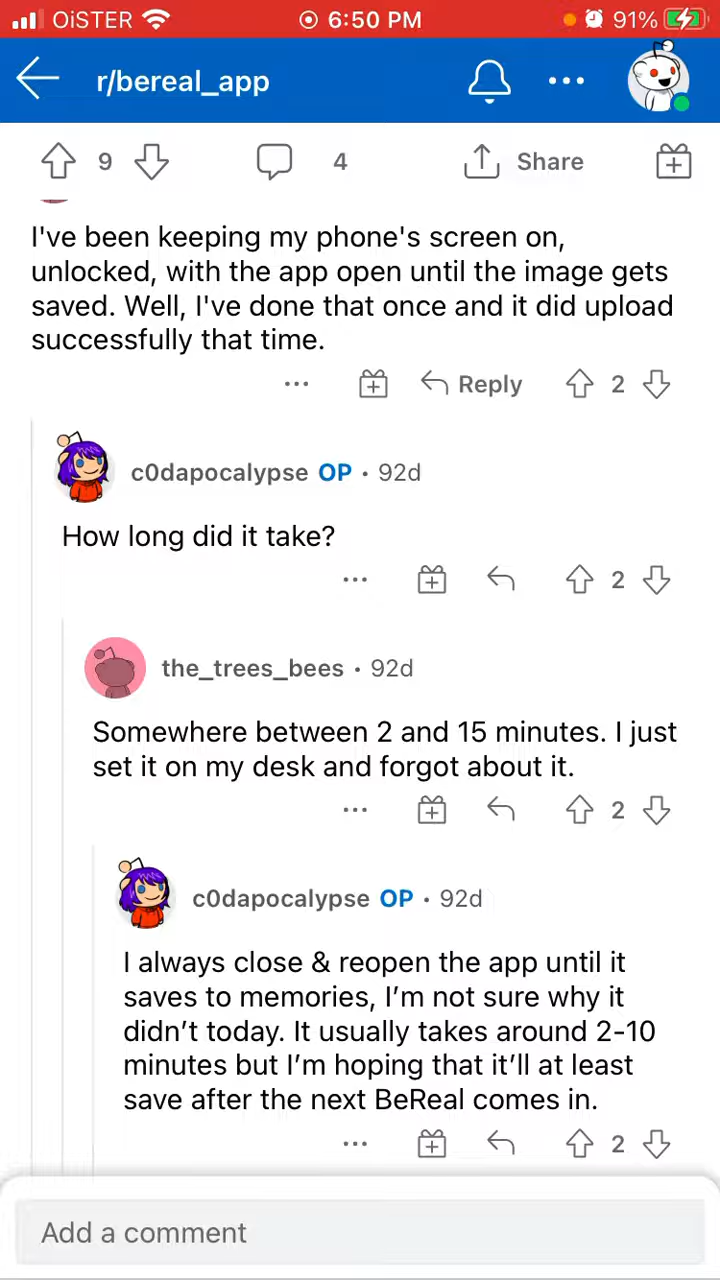 OiSTER 6:50 PM 91%
r/bereal_app
9 4 Share
I've been keeping my phone's screen on,
unlocked, with the app open until the image gets
saved. Well, I've done that once and it did upload
successfully that time.
Reply 2
c0dapocalypse OP • 92d
How long did it take?
2
the_trees_bees • 92d
Somewhere between 2 and 15 minutes. I just
set it on my desk and forgot about it.
2
c0dapocalypse OP • 92d
I always close & reopen the app until it
saves to memories, I’m not sure why it
didn’t today. It usually takes around 2-10
minutes but I’m hoping that it’ll at least
save after the next BeReal comes in.
2
Add a comment